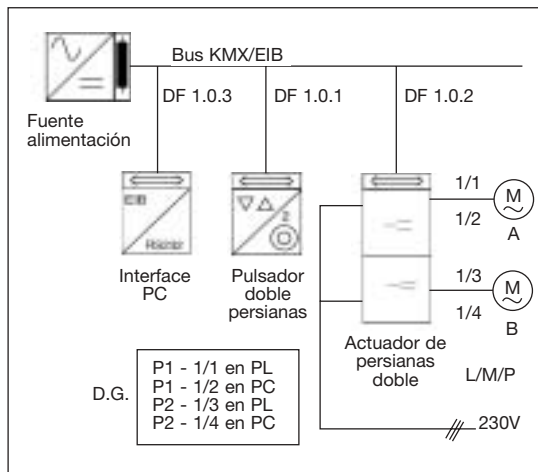 Bus KMX/EIB
Fuente
alimentación
DF 1.0.3
DF 1.0.1
DF 1.0.2
EIB
Interface
PC
2
Pulsador
doble
persianas
1/1
1/2
M
A
1/3
1/4
M
B
Actuador de
persianas
doble
L/M/P
230V
D.G.
P1 - 1/1 en PL
P1 - 1/2 en PC
P2 - 1/3 en PL
P2 - 1/4 en PC